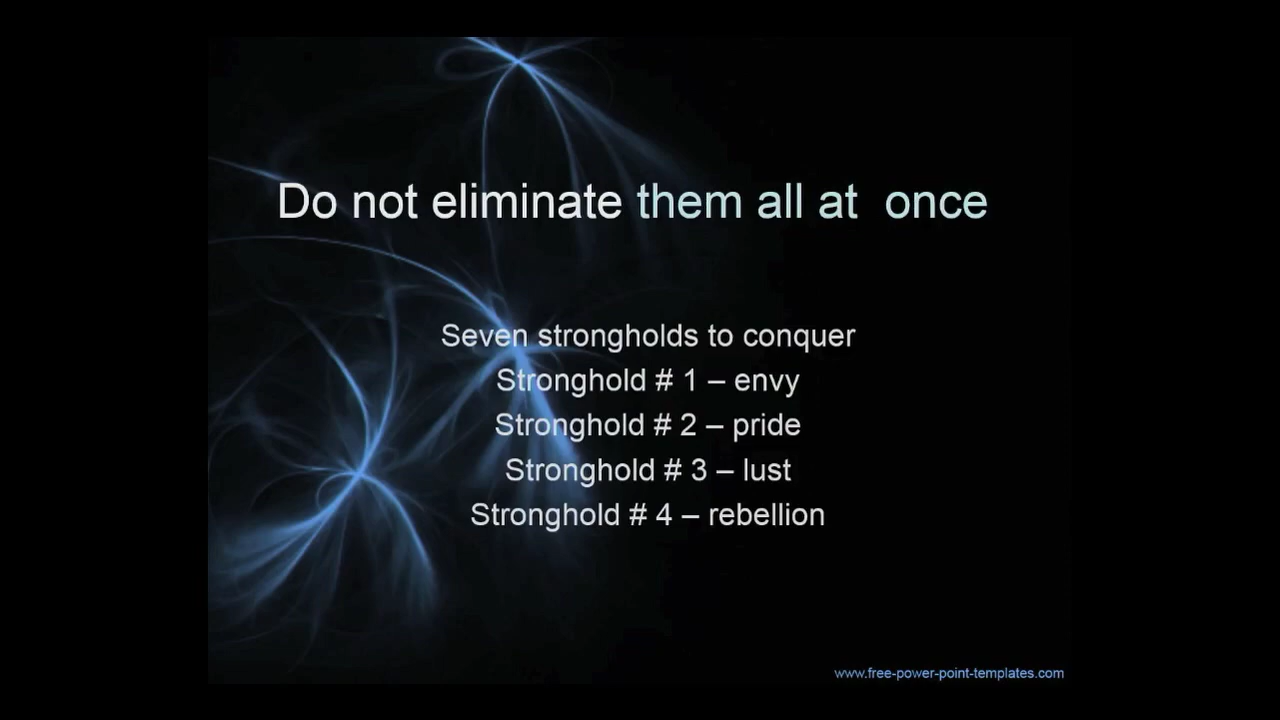 Do not eliminate them all at once
Seven strongholds to conquer
Stronghold # 1 – envy
Stronghold # 2 – pride
Stronghold # 3 – lust
Stronghold # 4 – rebellion
www.free-power-point-templates.com